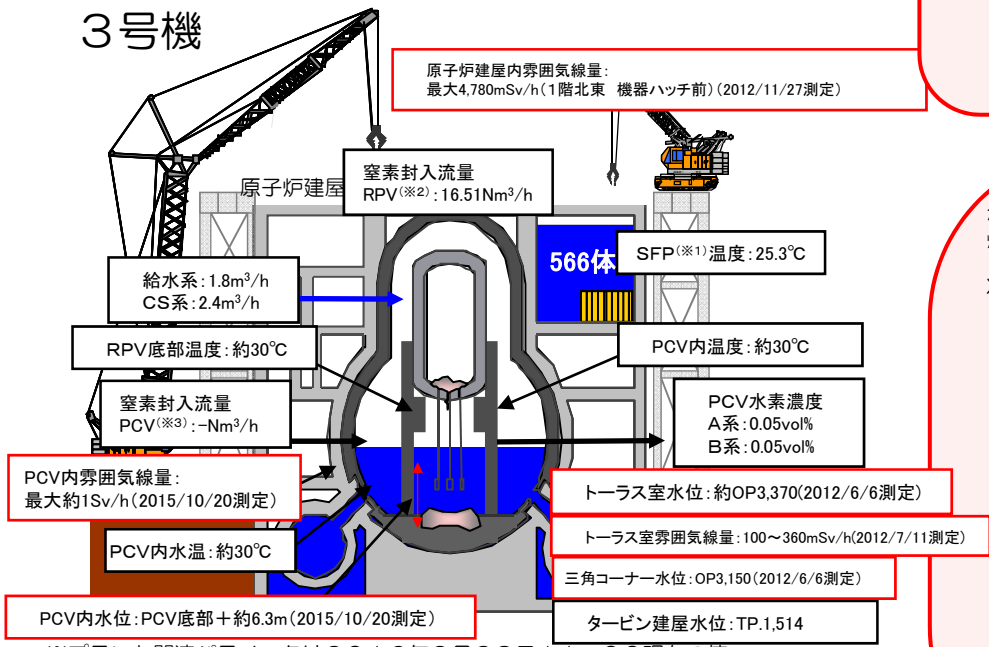 3号機
原子炉建屋内雰囲気線量：
最大4,780mSv/h（1階北東　機器ハッチ前）（2012/11/27測定）
窒素封入流量
RPV(※2)：16.51Nm³/h
原子炉建屋
566体
SFP(※1)温度：25.3℃
給水系：1.8m³/h
CS系：2.4m³/h
RPV底部温度：約30℃
PCV内温度：約30℃
窒素封入流量
PCV(※3)：-Nm³/h
PCV水素濃度
A系：0.05vol%
B系：0.05vol%
PCV内雰囲気線量：
最大約1Sv/h（2015/10/20測定）
トーラス室水位：約OP3,370（2012/6/6測定）
トーラス室雰囲気線量：100～360mSv/h（2012/7/11測定）
PCV内水温：約30℃
三角コーナー水位：OP3,150（2012/6/6測定）
PCV内水位：PCV底部＋約6.3m（2015/10/20測定）
タービン建屋水位：TP.1,514